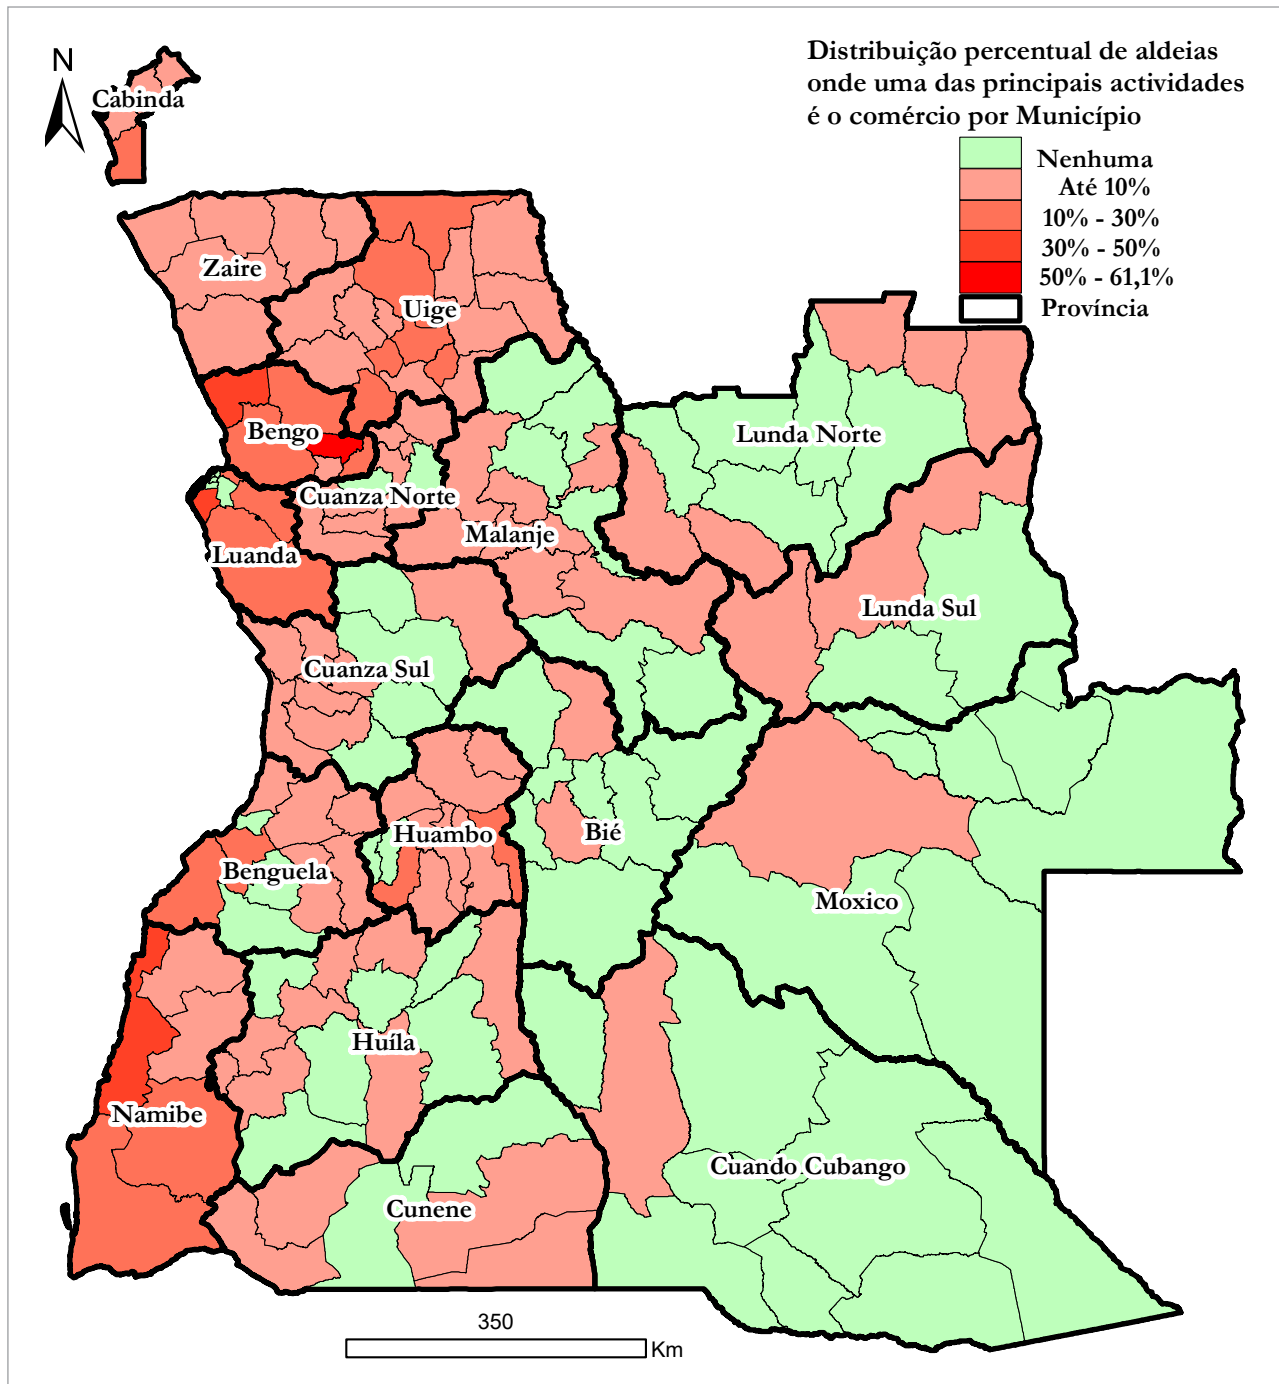 Distribuição percentual de aldeias
onde uma das principais actividades
é o comércio por Município
Nenhuma
Até 10%
10% - 30%
30% - 50%
50% - 61,1%
Província
N
Cabinda
Zaire
Uige
Bengo
Lunda Norte
Cuanza Norte
Malanje
Luanda
Lunda Sul
Cuanza Sul
Huambo
Bié
Benguela
Moxico
Huíla
Namibe
Cuando Cubango
Cunene
350
Km